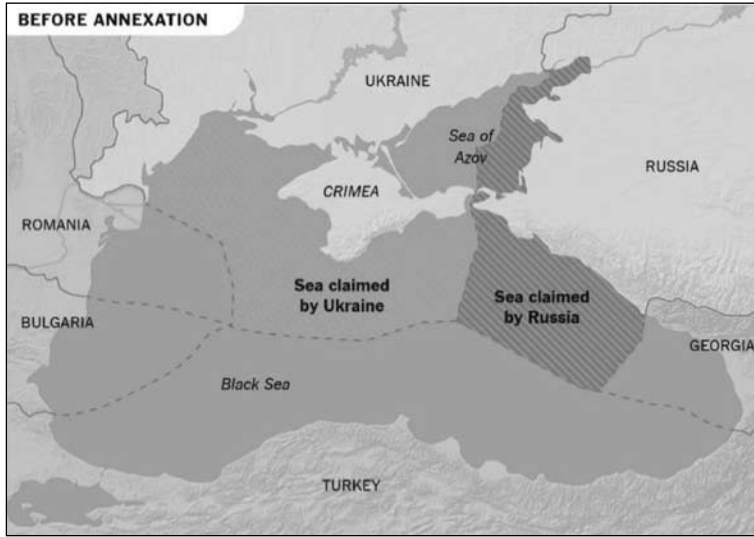 BEFORE ANNEXATION
UKRAINE
Sea of
Azov
RUSSIA
CRIMEA
ROMANIA
Sea claimed
by Ukraine
Sea claimed
by Russia
BULGARIA
GEORGIA
Black Sea
TURKEY